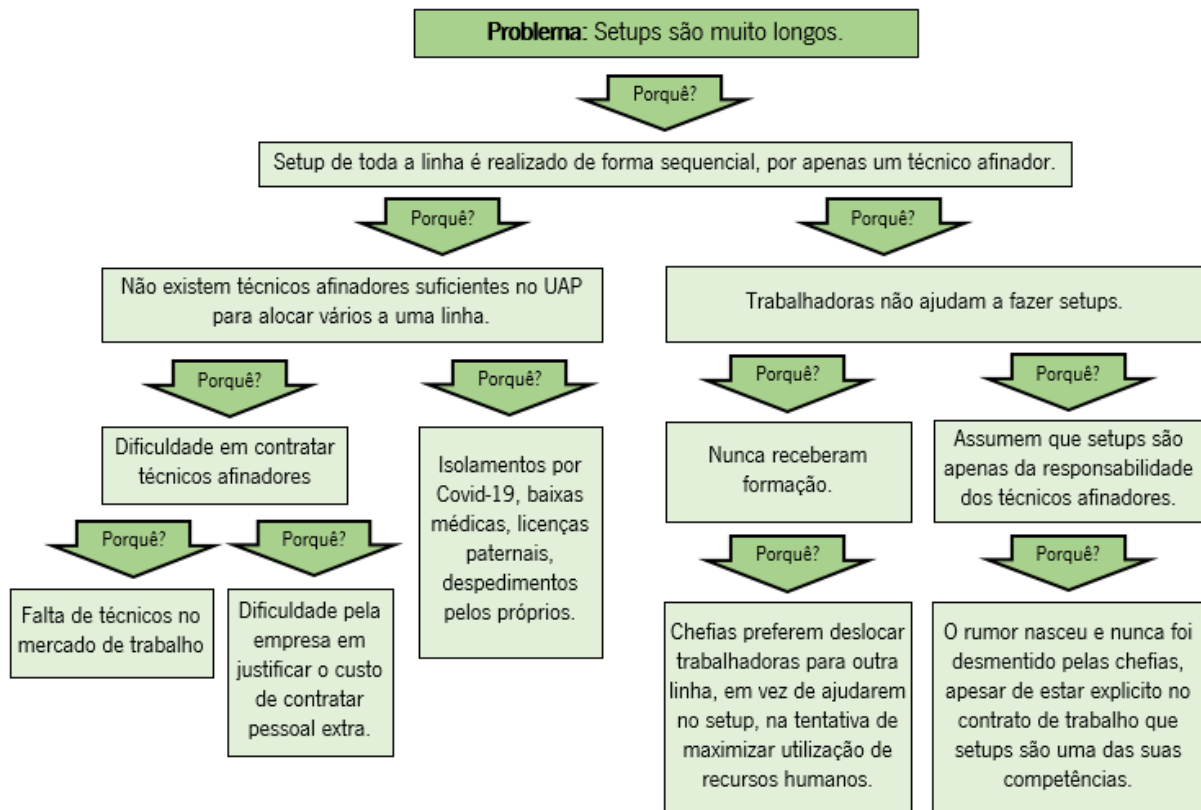 Problema: Setups são muito longos.
Porquê?
Setup de toda a linha é realizado de forma sequencial, por apenas um técnico afinador.
Porquê?
Porquê?
Não existem técnicos afinadores suficientes no UAP
para alocar vários a uma linha.
Trabalhadoras não ajudam a fazer setups.
Porquê?
Porquê?
Porquê?
Porquê?
Dificuldade em contratar
técnicos afinadores
Isolamentos por
Covid-19, baixas
médicas, licenças
paternais,
despedimentos
pelos próprios.
Nunca receberam
formação.
Assumem que setups são
apenas da responsabilidade
dos técnicos afinadores.
Porquê?
Porquê?
Porquê?
Porquê?
Falta de técnicos no
mercado de trabalho
Dificuldade pela
empresa em
justificar o custo
de contratar
pessoal extra.
Chefias preferem deslocar
trabalhadoras para outra
linha, em vez de ajudarem
no setup, na tentativa de
maximizar utilização de
recursos humanos.
O rumor nasceu e nunca foi
desmentido pelas chefias,
apesar de estar explicito no
contrato de trabalho que
setups são uma das suas
competências.